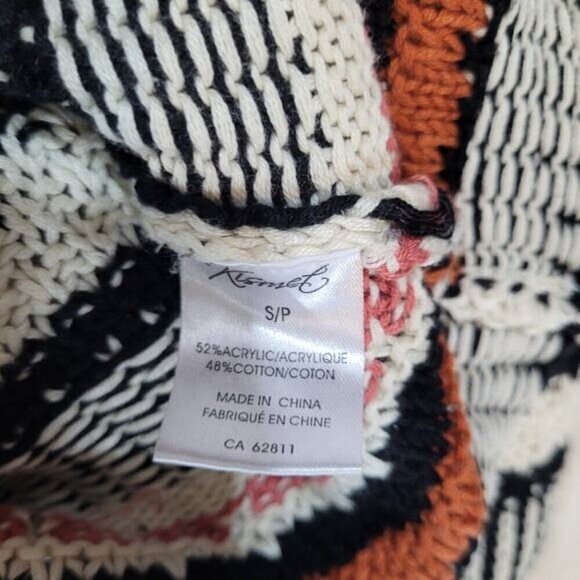 Kismet
S/P
52%ACRYLIC/ACRYLIQUE
48%COTTON/COTON
MADE IN CHINA
FABRIQUÉ EN CHINE
CA 62811